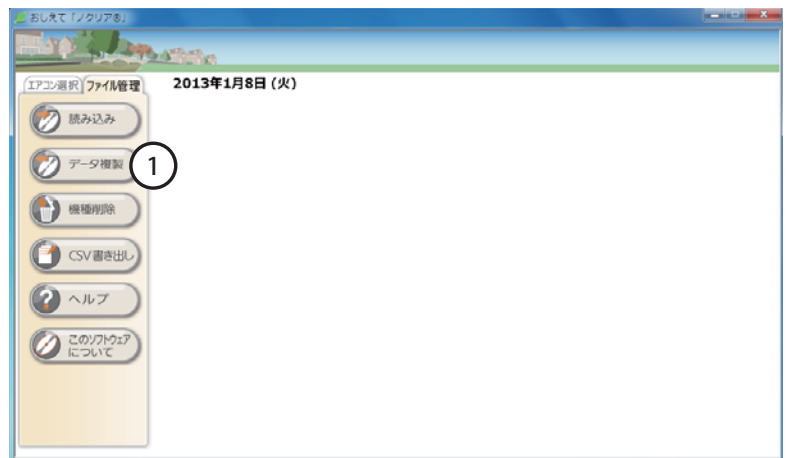 おしえて「ノクリア®」
エアコン選択 ファイル管理
2013年1月8日 (火)
読み込み
データ複製
1
機種削除
CSV書き出し
ヘルプ
このソフトウェア
について